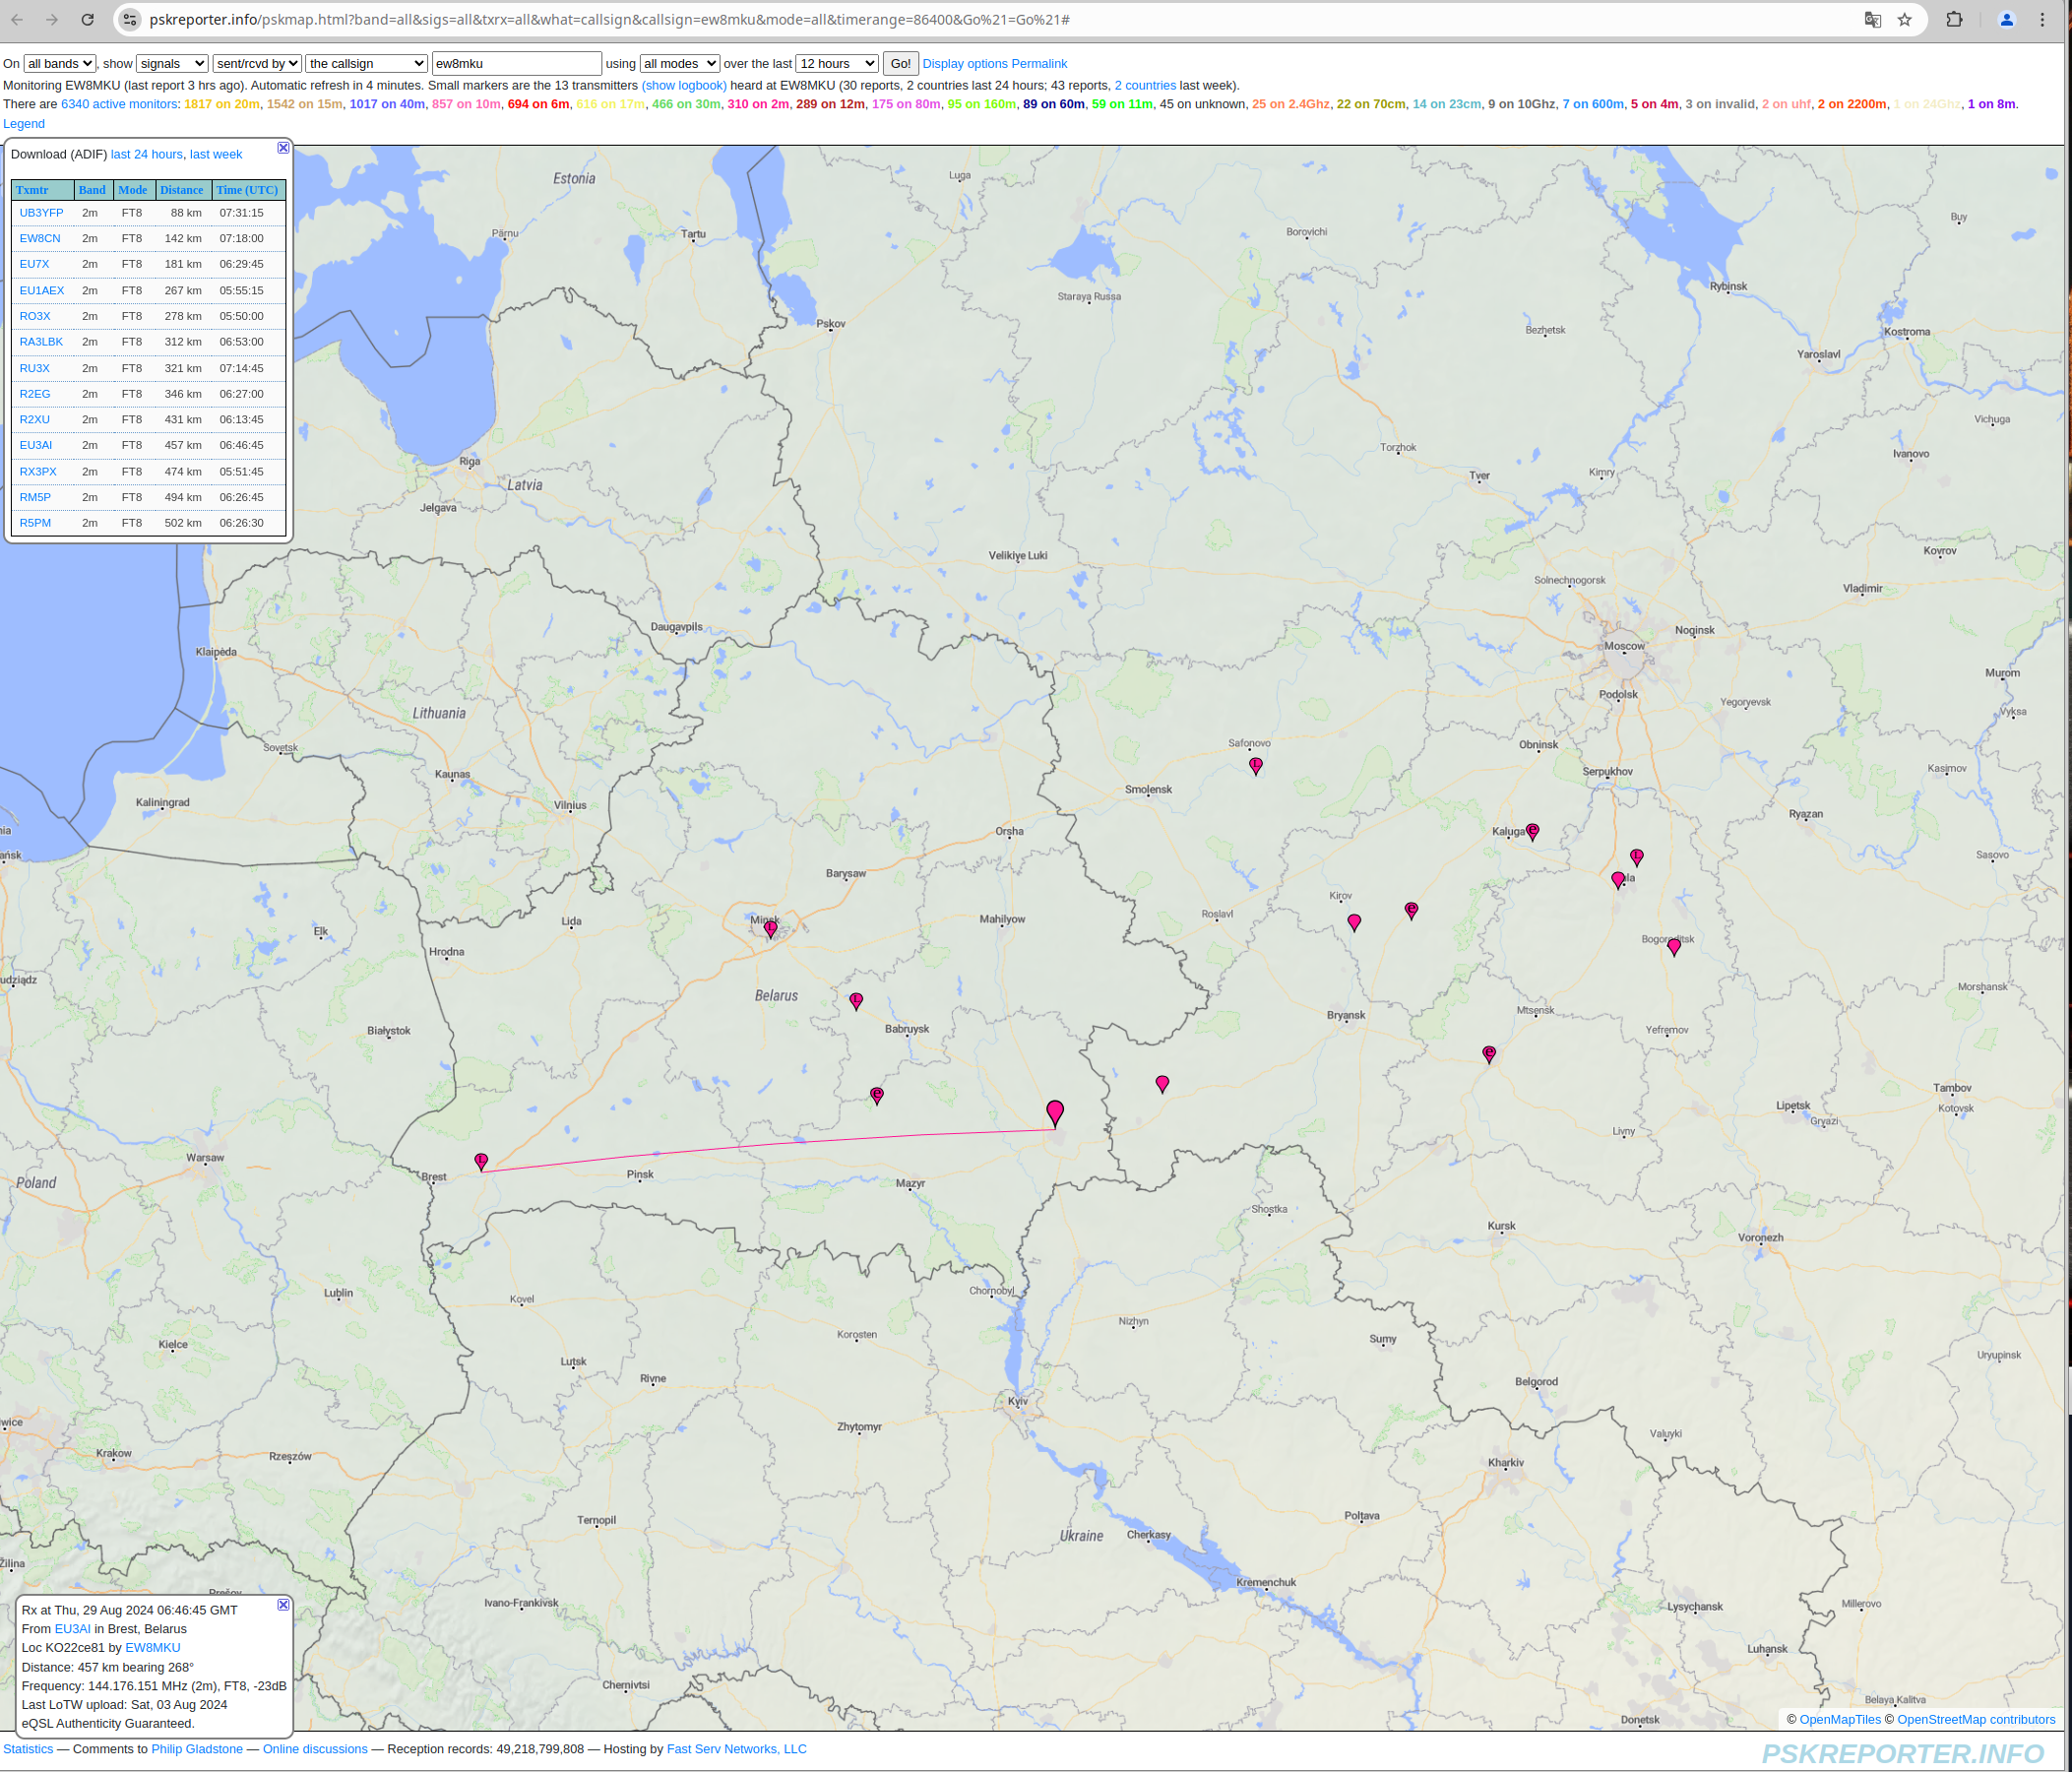 pskreporter.info/pskmap.html?band=all&sigs=all&txrx=all&what=callsign&callsign=ew8mku&mode=all&timerange=86400&Go%21=Go%21#
On all bands, show signals sent/rcvd by the callsign ew8mku using all modes over the last 12 hours Go! Display options Permalink
Monitoring EW8MKU (last report 3 hrs ago). Automatic refresh in 4 minutes. Small markers are the 13 transmitters (show logbook) heard at EW8MKU (30 reports, 2 countries last 24 hours; 43 reports, 2 countries last week).
There are 6340 active monitors: 1817 on 20m, 1542 on 15m, 1017 on 40m, 857 on 10m, 694 on 6m, 616 on 17m, 466 on 30m, 310 on 2m, 289 on 12m, 175 on 80m, 95 on 160m, 89 on 60m, 59 on 11m, 45 on unknown, 25 on 2.4Ghz, 22 on 70cm, 14 on 23cm, 9 on 10Ghz, 7 on 600m, 5 on 4m, 3 on invalid, 2 on uhf, 2 on 2200m, 1 on 24Ghz, 1 on 8m.
Legend
Download (ADIF) last 24 hours, last week
Txmtr Band Mode Distance Time (UTC)
UB3YFP 2m FT8 88 km 07:31:15
EW8CN 2m FT8 142 km 07:18:00
EU7X 2m FT8 181 km 06:29:45
EU1AEX 2m FT8 267 km 05:55:15
RO3X 2m FT8 278 km 05:50:00
RA3LBK 2m FT8 312 km 06:53:00
RU3X 2m FT8 321 km 07:14:45
R2EG 2m FT8 346 km 06:27:00
R2XU 2m FT8 431 km 06:13:45
EU3AI 2m FT8 457 km 06:46:45
RX3PX 2m FT8 474 km 05:51:45
RM5P 2m FT8 494 km 06:26:45
R5PM 2m FT8 502 km 06:26:30
Estonia
Luga
Buy
Pärnu
Tartu
Borovichi
Rybinsk
Staraya Russa
Pskov
Bezhetsk
Kostroma
Yaroslavl
Vichuga
Torzhok
Ivanovo
Riga
Tver
Kimry
Latvia
Jelgava
Velikiye Luki
Kovrov
Solnechnogorsk
Vladimir
Daugavpils
Noginsk
Klaipėda
Moscow
Murom
Podolsk
Yegoryevsk
Lithuania
Vyksa
Sovetsk
Safonovo
Obninsk
Kaunas
Serpukhov
Kasimov
Smolensk
Kaliningrad
Vilnius
Ryazan
Orsha
Kaluga
Sasovo
Barysaw
Kirov
Lida
Minsk
Mahilyow
Roslavl
Elk
Bogoroditsk
Hrodna
Belarus
Morshansk
Białystok
Babruysk
Bryansk
Mtsensk
Yefremov
Tambov
Kotovsk
Lipetsk
Gryazi
Livny
Warsaw
Brest
Pinsk
Poland
Mazyr
Shostka
Kursk
Voronezh
Lublin
Kovel
Chornobyl
Nizhyn
Korosten
Sumy
Kielce
Uryupinsk
Lutsk
Rivne
Belgorod
Kyiv
Zhytomyr
Valuyki
Krakow
Rzeszów
Kharkiv
Ternopil
Poltava
Ukraine
Cherkasy
Žilina
Kremenchuk
Prešov
Ivano-Frankivsk
Lysychansk
Millerovo
Luhansk
Chernivtsi
Belaya Kalitva
Donetsk
Rx at Thu, 29 Aug 2024 06:46:45 GMT
From EU3AI in Brest, Belarus
Loc KO22ce81 by EW8MKU
Distance: 457 km bearing 268°
Frequency: 144.176.151 MHz (2m), FT8, -23dB
Last LoTW upload: Sat, 03 Aug 2024
eQSL Authenticity Guaranteed.
© OpenMapTiles © OpenStreetMap contributors
Statistics — Comments to Philip Gladstone — Online discussions — Reception records: 49,218,799,808 — Hosting by Fast Serv Networks, LLC
PSKREPORTER.INFO